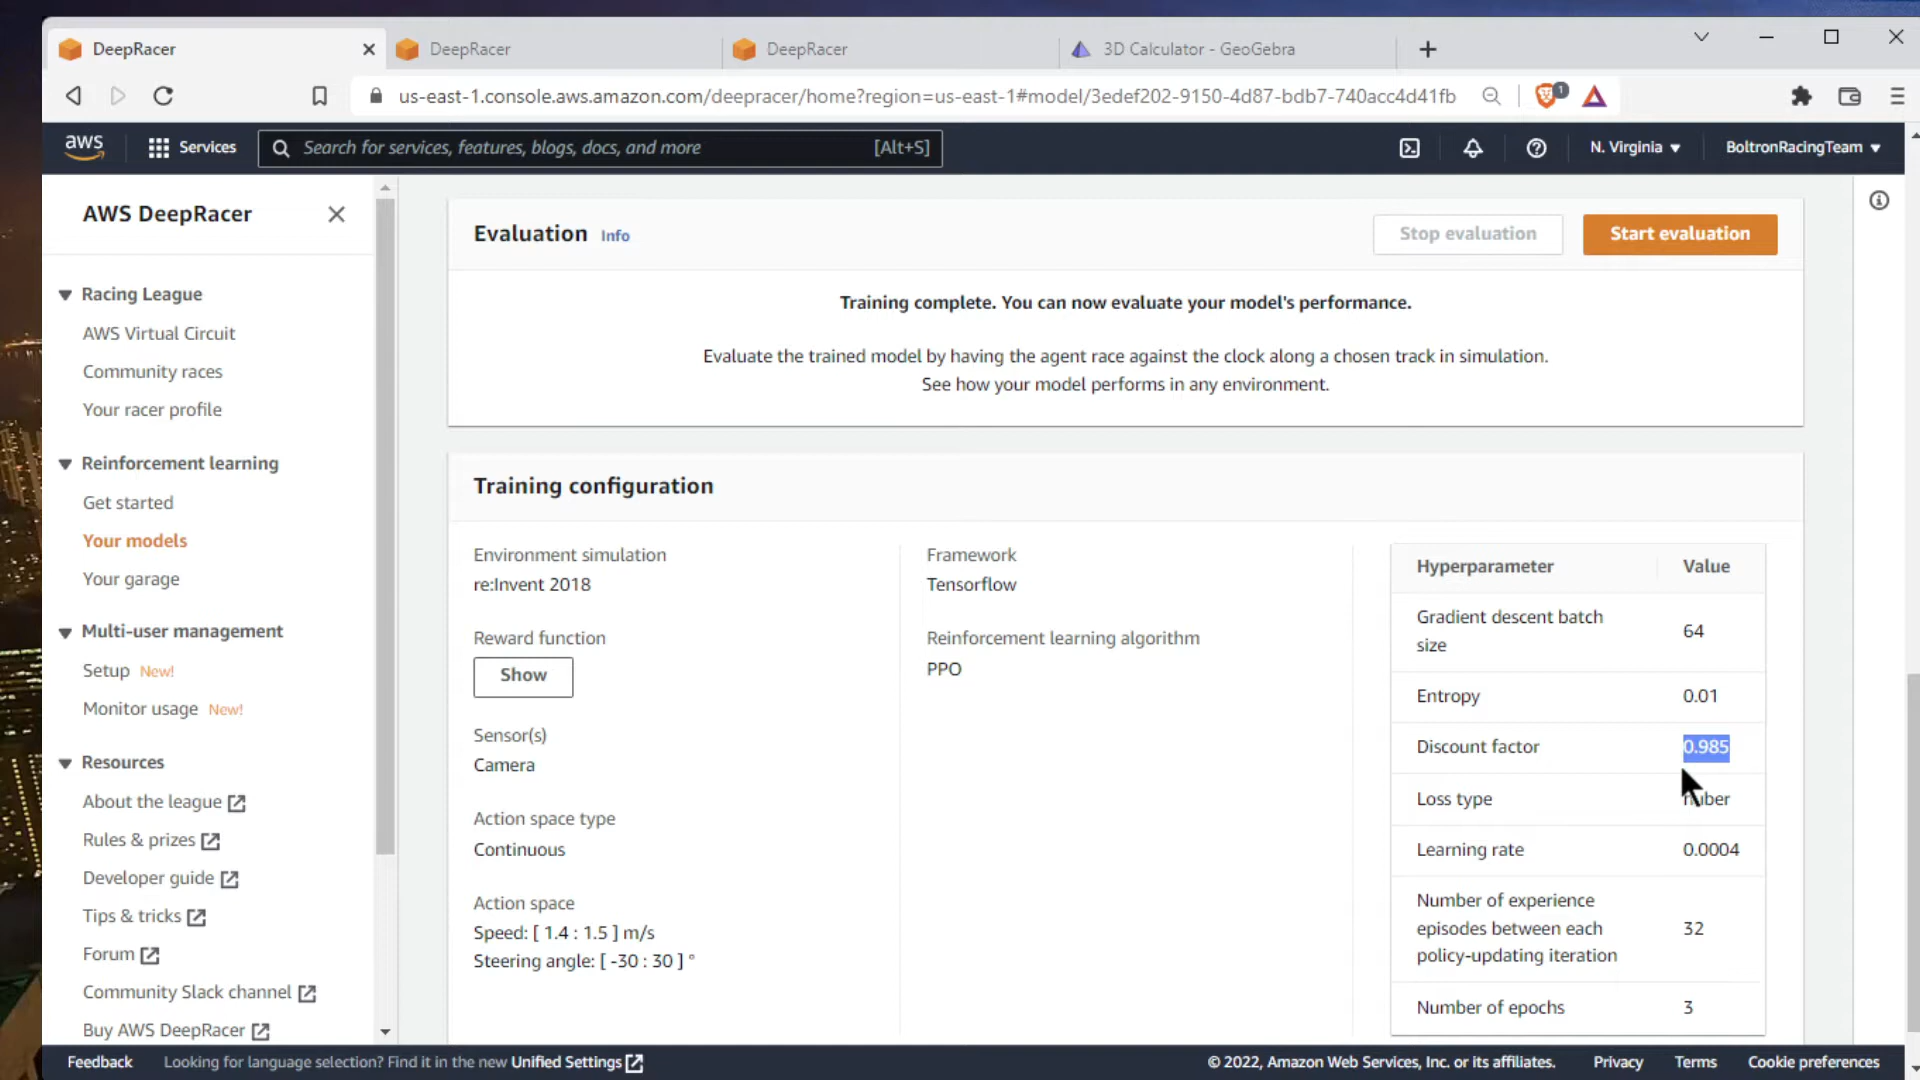 DeepRacer
DeepRacer
DeepRacer
3D Calculator - GeoGebra
us-east-1.console.aws.amazon.com/deepracer/home?region=us-east-1#model/3edef202-9150-4d87-bdb7-740acc4d41fb
1
aws
Services
Search for services, features, blogs, docs, and more
[Alt+S]
N. Virginia
BoltronRacingTeam
AWS DeepRacer
Racing League
AWS Virtual Circuit
Community races
Your racer profile
Reinforcement learning
Get started
Your models
Your garage
Multi-user management
Setup New!
Monitor usage New!
Resources
About the league
Rules & prizes
Developer guide
Tips & tricks
Forum
Community Slack channel
Buy AWS DeepRacer
Evaluation Info
Stop evaluation
Start evaluation
Training complete. You can now evaluate your model's performance.
Evaluate the trained model by having the agent race against the clock along a chosen track in simulation.
See how your model performs in any environment.
Training configuration
Environment simulation
re:Invent 2018
Reward function
Show
Sensor(s)
Camera
Action space type
Continuous
Action space
Speed: [ 1.4 : 1.5 ] m/s
Steering angle: [ -30 : 30 ] °
Framework
Tensorflow
Reinforcement learning algorithm
PPO
Hyperparameter Value
Gradient descent batch
size
64
Entropy 0.01
Discount factor 0.985
Loss type
Learning rate 0.0004
Number of experience
episodes between each
policy-updating iteration
32
Number of epochs 3
Feedback
Looking for language selection? Find it in the new Unified Settings
© 2022, Amazon Web Services, Inc. or its affiliates.
Privacy
Terms
Cookie preferences